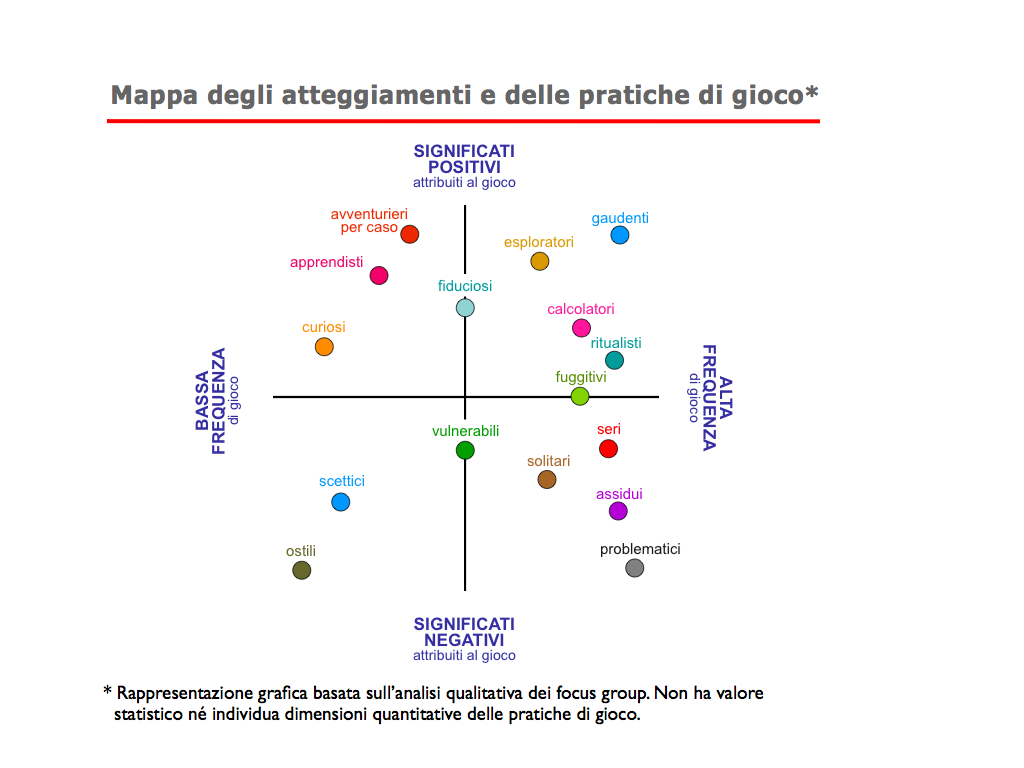 Mappa degli atteggiamenti e delle pratiche di gioco*
SIGNIFICATI
POSITIVI
attribuiti al gioco
avventurieri
per caso
gaudenti
esploratori
apprendisti
fiduciosi
calcolatori
curiosi
ritualisti
fuggitivi
BASSA
FREQUENZA
di gioco
ALTA
FREQUENZA
di gioco
vulnerabili
seri
solitari
scettici
assidui
ostili
problematici
SIGNIFICATI
NEGATIVI
attribuiti al gioco
* Rappresentazione grafica basata sull'analisi qualitativa dei focus group. Non ha valore
statistico né individua dimensioni quantitative delle pratiche di gioco.